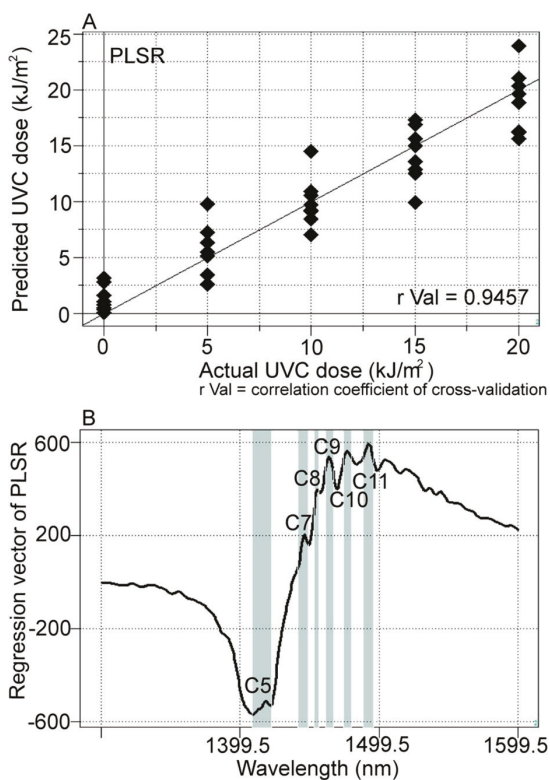 A
PLSR
Predicted UVC dose (kJ/m²)
25
20
15
10
5
0
r Val = 0.9457
0 5 10 15 20
Actual UVC dose (kJ/m²)
r Val = correlation coefficient of cross-validation
B
Regression vector of PLSR
600
200
-200
-600
C9
C8
C11
C10
C7
C5
1399.5 1499.5 1599.5
Wavelength (nm)